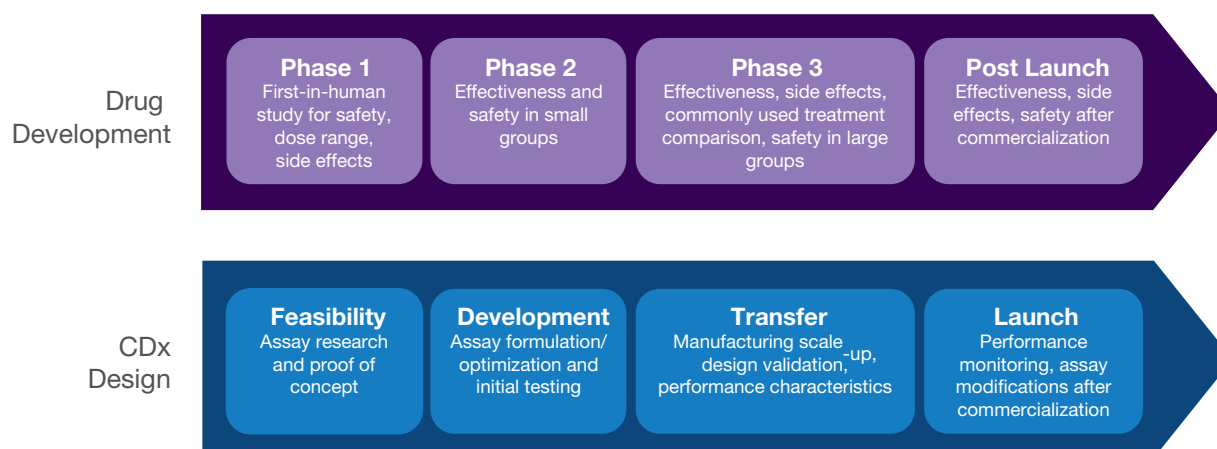 Drug
Development
Phase 1
First-in-human
study for safety,
dose range,
side effects
Phase 2
Effectiveness and
safety in small
groups
Phase 3
Effectiveness, side effects,
commonly used treatment
comparison, safety in large
groups
Post Launch
Effectiveness, side
effects, safety after
commercialization
CDx
Design
Feasibility
Assay research
and proof of
concept
Development
Assay formulation/
optimization and
initial testing
Transfer
Manufacturing scale-up,
design validation,
performance characteristics
Launch
Performance
monitoring, assay
modifications after
commercialization